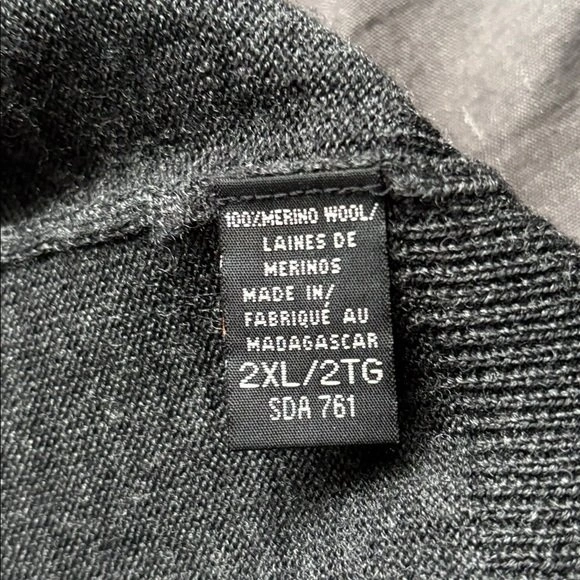 100%MERINO WOOL/
LAINES DE
MERINOS
MADE IN/
FABRIQUÉ AU
MADAGASCAR
2XL/2TG
SDA 761